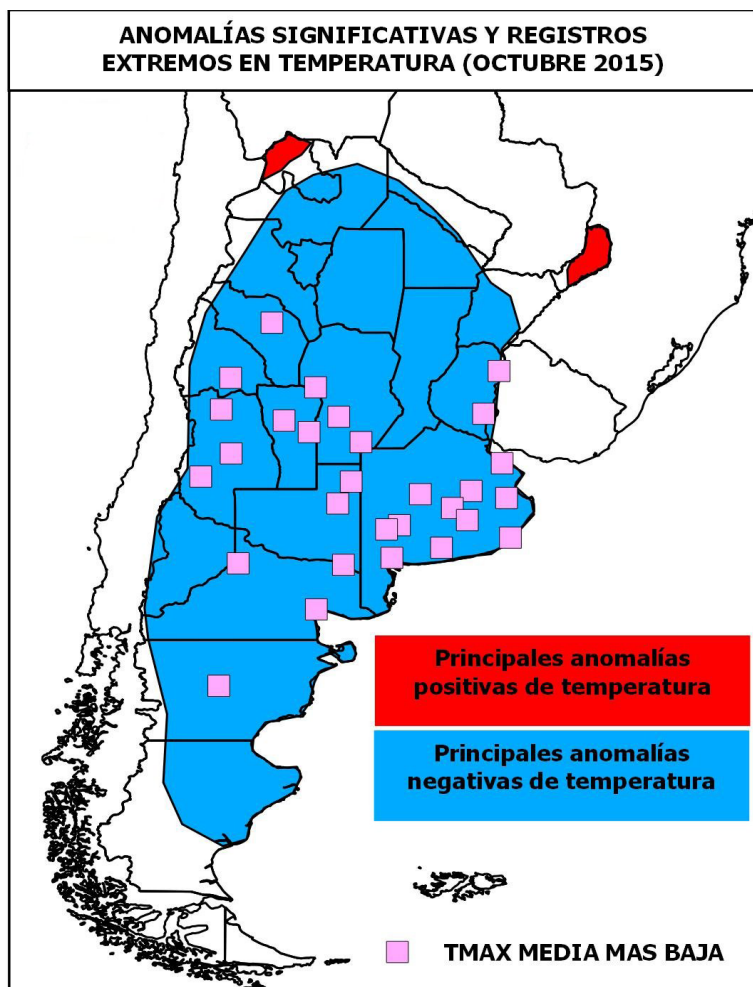 ANOMALÍAS SIGNIFICATIVAS Y REGISTROS
EXTREMOS EN TEMPERATURA (OCTUBRE 2015)
Principales anomalías
positivas de temperatura
Principales anomalías
negativas de temperatura
TMAX MEDIA MAS BAJA